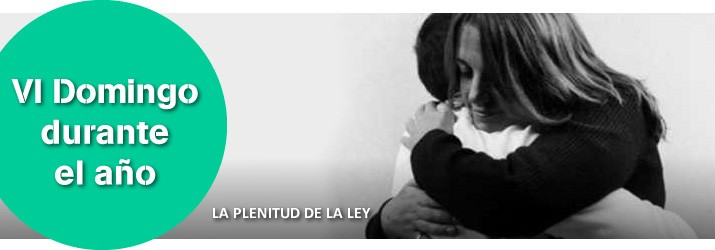 VI Domingo
durante
el año
LA PLENITUD DE LA LEY